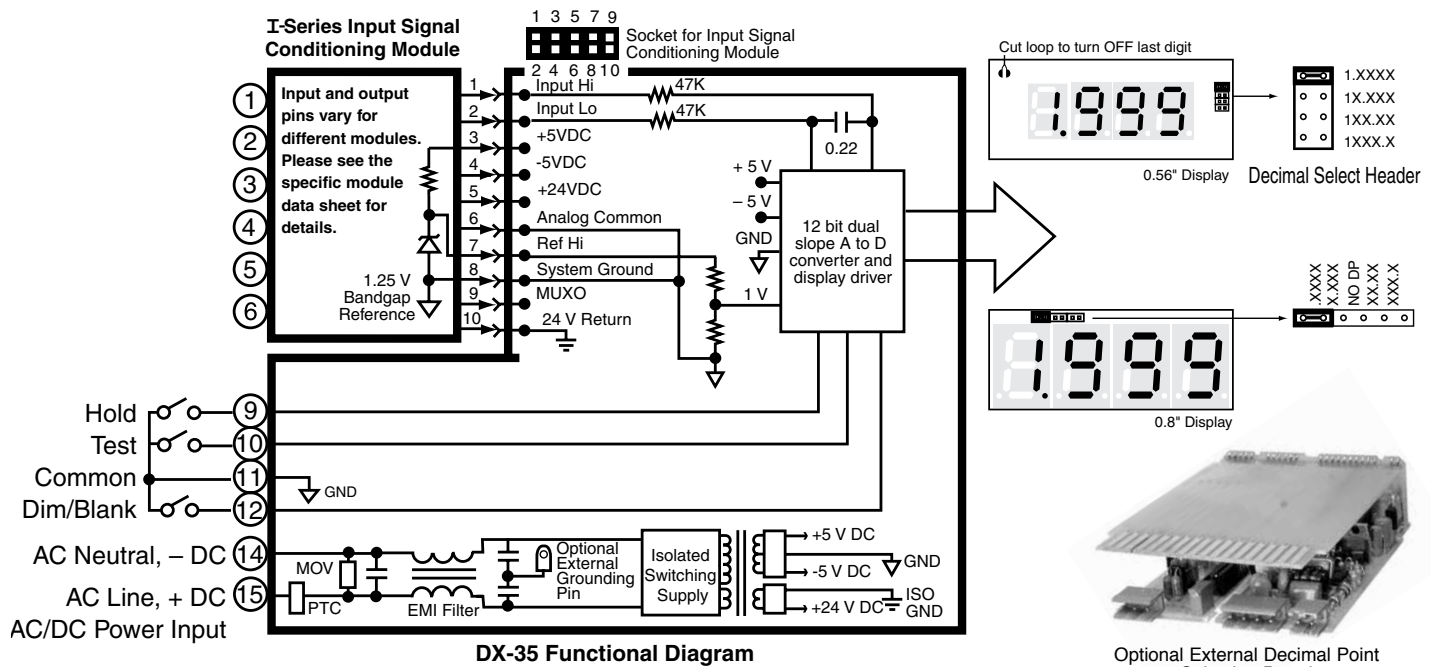 I-Series Input Signal
Conditioning Module
1 3 5 7 9
Socket for Input Signal
Conditioning Module
2 4 6 8 10
1
2
3
4
5
6
Input and output
pins vary for
different modules.
Please see the
specific module
data sheet for
details.
1.25 V
Bandgap
Reference
1 Input Hi
2 Input Lo
3 +5VDC
4 -5VDC
5 +24VDC
6 Analog Common
7 Ref Hi
8 System Ground
9 MUXO
10 24 V Return
47K
47K
0.22
+ 5 V
– 5 V
GND
1 V
12 bit dual
slope A to D
converter and
display driver
Cut loop to turn OFF last digit
1.999
0.56" Display
1.XXXX
1X.XXX
1XX.XX
1XXX.X
Decimal Select Header
.XXXX
X.XXX
NO DP
XX.XX
XXX.X
1.999
0.8" Display
Hold 9
Test 10
Common 11
GND
Dim/Blank 12
AC Neutral, – DC 14
AC Line, + DC 15
AC/DC Power Input
MOV
PTC
EMI Filter
Optional
External
Grounding
Pin
Isolated
Switching
Supply
+5 V DC
GND
-5 V DC
ISO
GND
+24 V DC
DX-35 Functional Diagram
Optional External Decimal Point